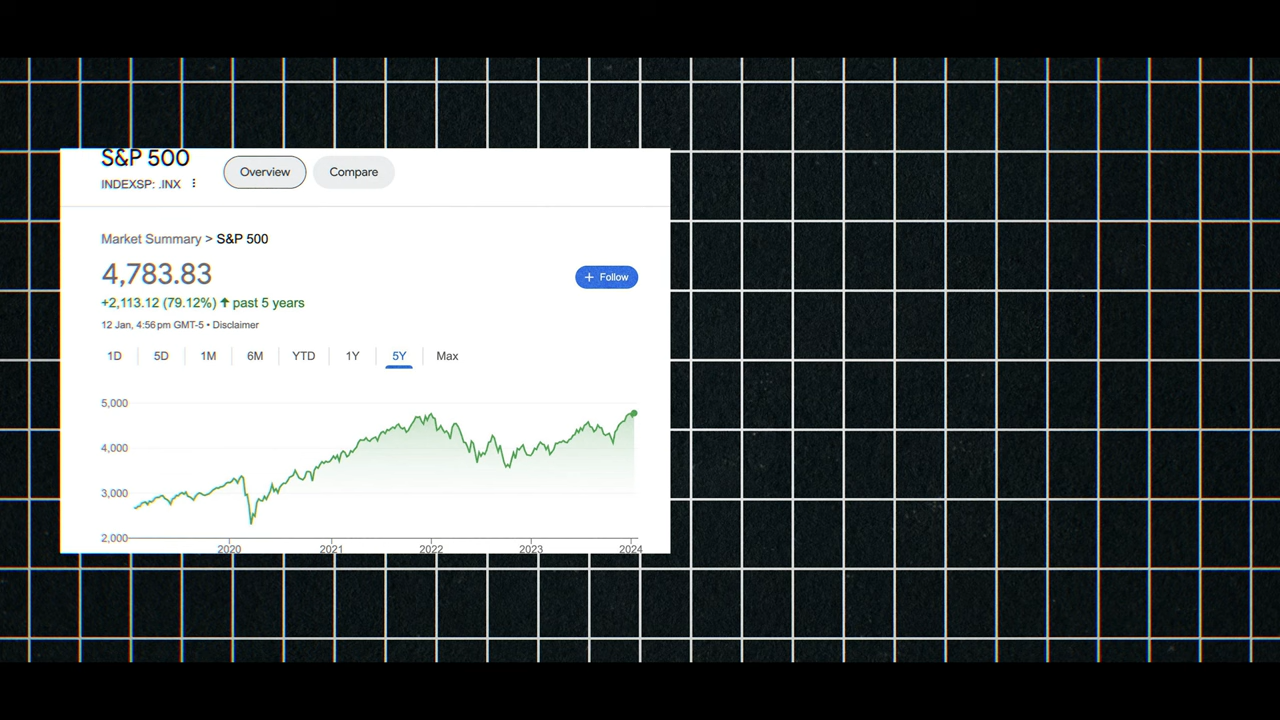 S&P 500
Overview
Compare
INDEXSP: .INX
Market Summary > S&P 500
4,783.83
+ Follow
+2,113.12 (79.12%) ↑ past 5 years
12 Jan, 4:56 pm GMT-5 • Disclaimer
1D 5D 1M 6M YTD 1Y 5Y Max
5,000
4,000
3,000
2,000
2020 2021 2022 2023 2024